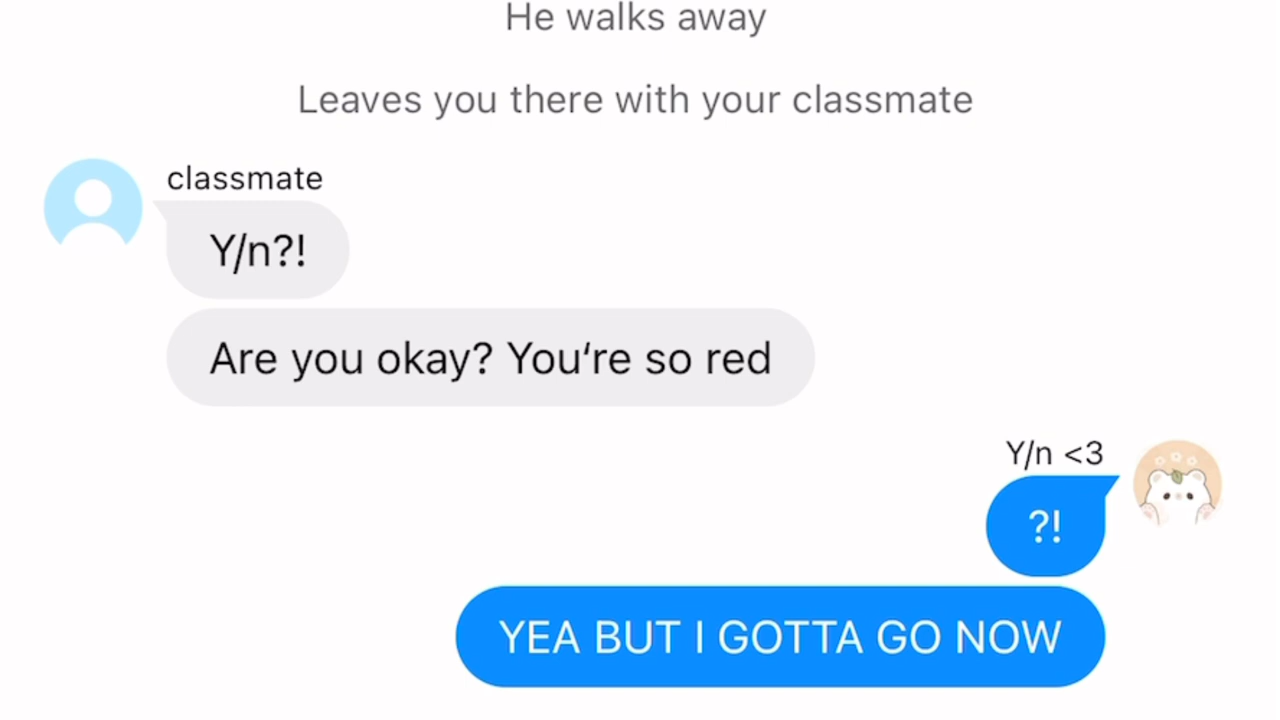 He walks away
Leaves you there with your classmate
classmate
Y/n?!
Are you okay? You're so red
Y/n <3
?!
YEA BUT I GOTTA GO NOW